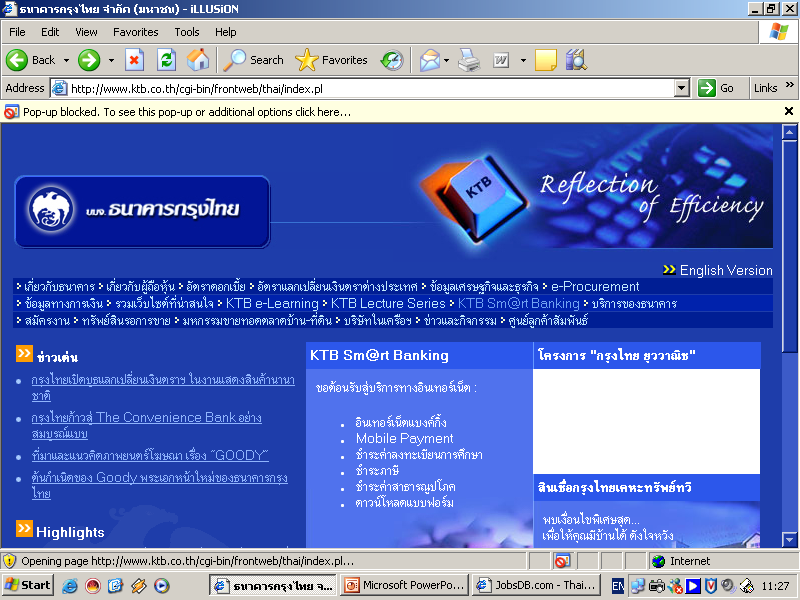 ธนาคารกรุงไทย จำกัด (มหาชน) - iLLUSiON
File Edit View Favorites Tools Help
Back Search Favorites
Address http://www.ktb.co.th/cgi-bin/frontweb/thai/index.pl Go Links
Pop-up blocked. To see this pop-up or additional options click here...
KTB
Reflection
of Efficiency
บมจ. ธนาคารกรุงไทย
English Version
เกี่ยวกับธนาคาร เกี่ยวกับผู้ถือหุ้น อัตราดอกเบี้ย อัตราแลกเปลี่ยนเงินตราต่างประเทศ ข้อมูลเศรษฐกิจและธุรกิจ e-Procurement
ข้อมูลทางการเงิน รวมเว็บไซต์ที่น่าสนใจ KTB e-Learning KTB Lecture Series KTB Sm@rt Banking บริการของธนาคาร
สมัครงาน ทรัพย์สินรอการขาย มหกรรมขายทอดตลาดบ้าน-ที่ดิน บริษัทในเครือฯ ข่าวและกิจกรรม ศูนย์ลูกค้าสัมพันธ์
ข่าวเด่น
กรุงไทยเปิดบูธแลกเปลี่ยนเงินตราฯ ในงานแสดงสินค้านานาชาติ
กรุงไทยก้าวสู่ The Convenience Bank อย่าง
สมบูรณ์แบบ
ที่มาและแนวคิดภาพยนตร์โฆษณา เรื่อง "GOODY"
ต้นกำเนิดของ Goody พระเอกหน้าใหม่ของธนาคารกรุง
ไทย
Highlights
KTB Sm@rt Banking
ขอต้อนรับสู่บริการทางอินเทอร์เน็ต :
อินเทอร์เน็ตแบงค์กิ้ง
Mobile Payment
ชำระค่าลงทะเบียนการศึกษา
ชำระภาษี
ชำระค่าสาธารณูปโภค
ดาวน์โหลดแบบฟอร์ม
โครงการ "กรุงไทย ยุววาณิช"
สินเชื่อกรุงไทยเคหะทรัพย์ทวี
พบเงื่อนไขพิเศษสุด...
เพื่อให้คุณมีบ้านได้ ดังใจหวัง
Opening page http://www.ktb.co.th/cgi-bin/frontweb/thai/index.pl... Internet
Start ธนาคารกรุงไทย จ... Microsoft PowerPo... JobsDB.com - Thai... EN 11:27